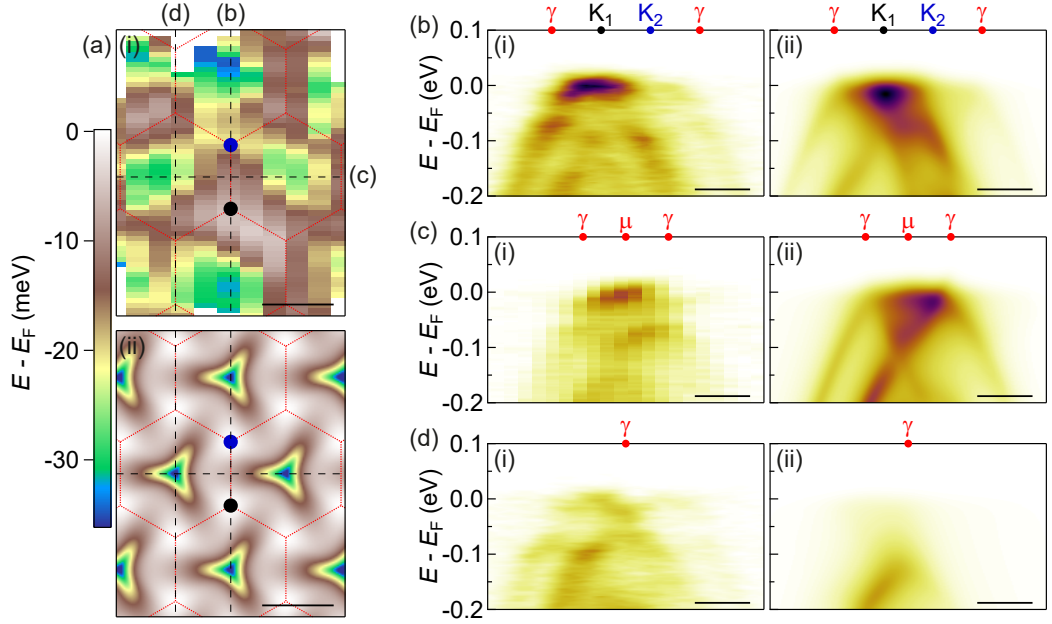 (d) (b)
(a) (i)
(c)
0
-10
-20
-30
E - E_F (meV)
(ii)
(b) γ K₁ K₂ γ γ K₁ K₂ γ
0.1
0.0
-0.1
-0.2
E - E_F (eV)
(i) (ii)
(c) γ μ γ γ μ γ
0.1
0.0
-0.1
-0.2
E - E_F (eV)
(i) (ii)
(d) γ γ
0.1
0.0
-0.1
-0.2
E - E_F (eV)
(i) (ii)